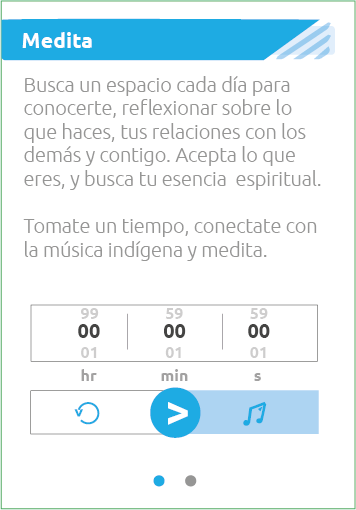 Medita
Busca un espacio cada día para
conocerte, reflexionar sobre lo
que haces, tus relaciones con los
demás y contigo. Acepta lo que
eres, y busca tu esencia  espiritual.
Tomate un tiempo, conectate con
la música indígena y medita.
99 59 59
00 00 00
01 01 01
hr min s